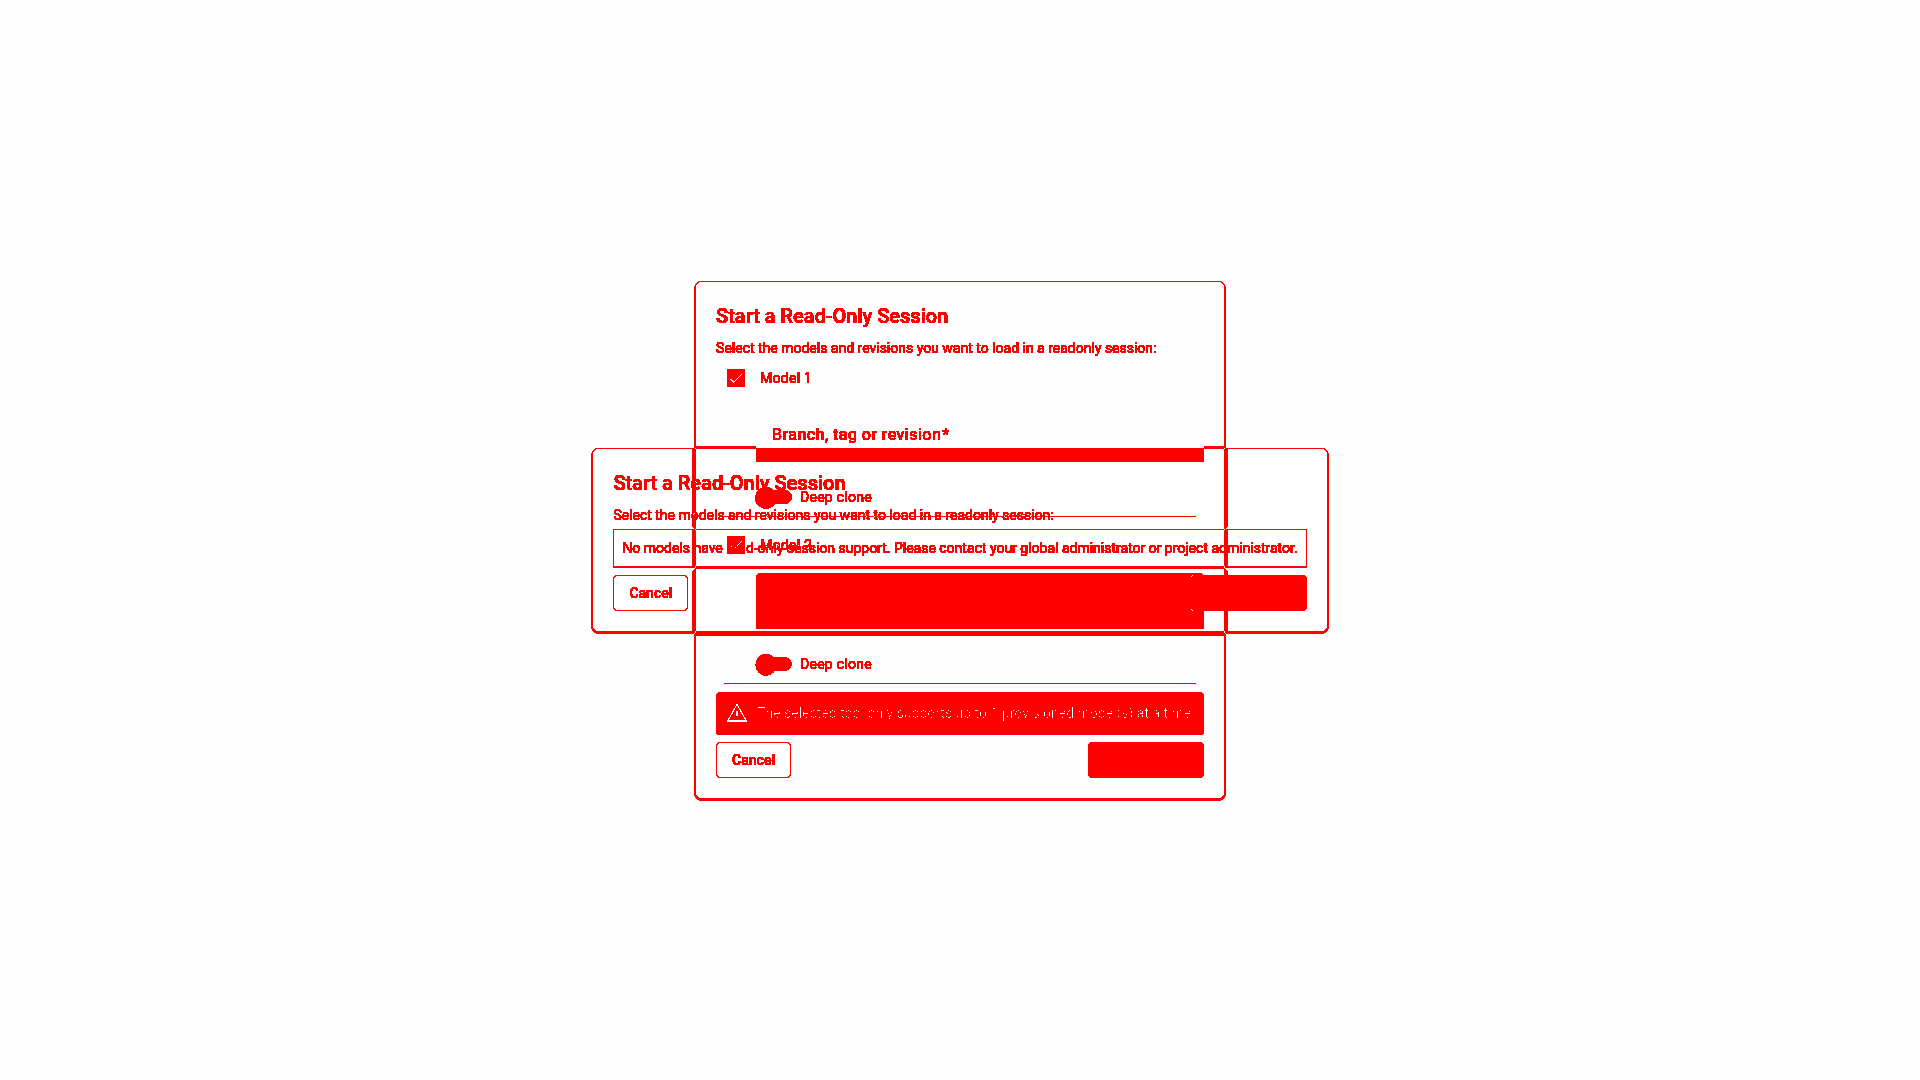 Start a Read-Only Session
Select the models and revisions you want to load in a readonly session:
Model 1
Branch, tag or revision*
Start a Read-Only Session
Deep clone
Select the models and revisions you want to load in a readonly session:
Model 2
No models have read-only session support. Please contact your global administrator or project administrator.
Cancel
Deep clone
The selected tool only supports up to 1 provisioned model(s) at a time
Cancel